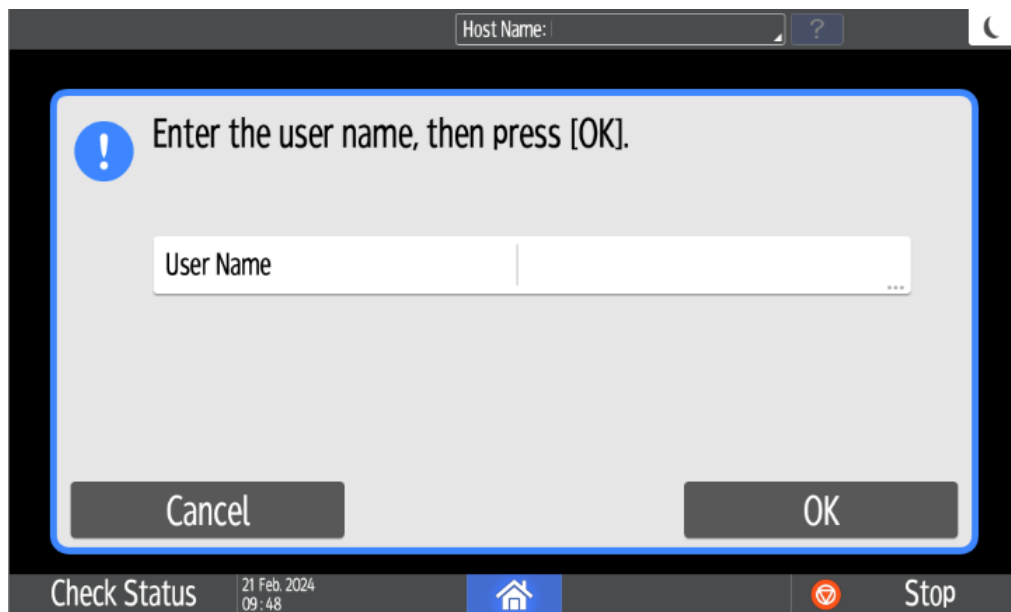 Host Name:
?
Enter the user name, then press [OK].
User Name
...
Cancel
OK
Check Status
21 Feb. 2024
09:48
Stop